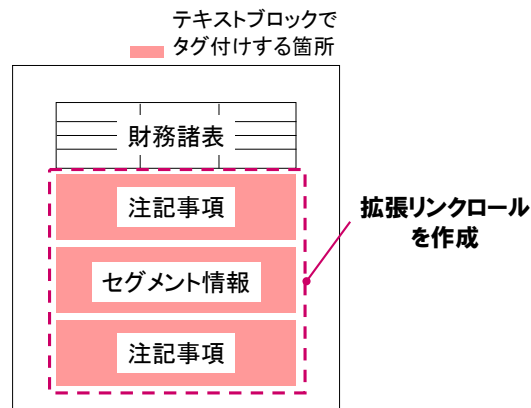 テキストブロックで
タグ付けする箇所
財務諸表
注記事項
拡張リンクロール
を作成
セグメント情報
注記事項